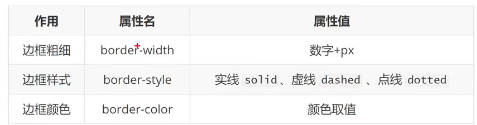 作用 属性名 属性值
边框粗细 border-width 数字+px
边框样式 border-style 实线 solid、虚线 dashed、点线 dotted
边框颜色 border-color 颜色取值